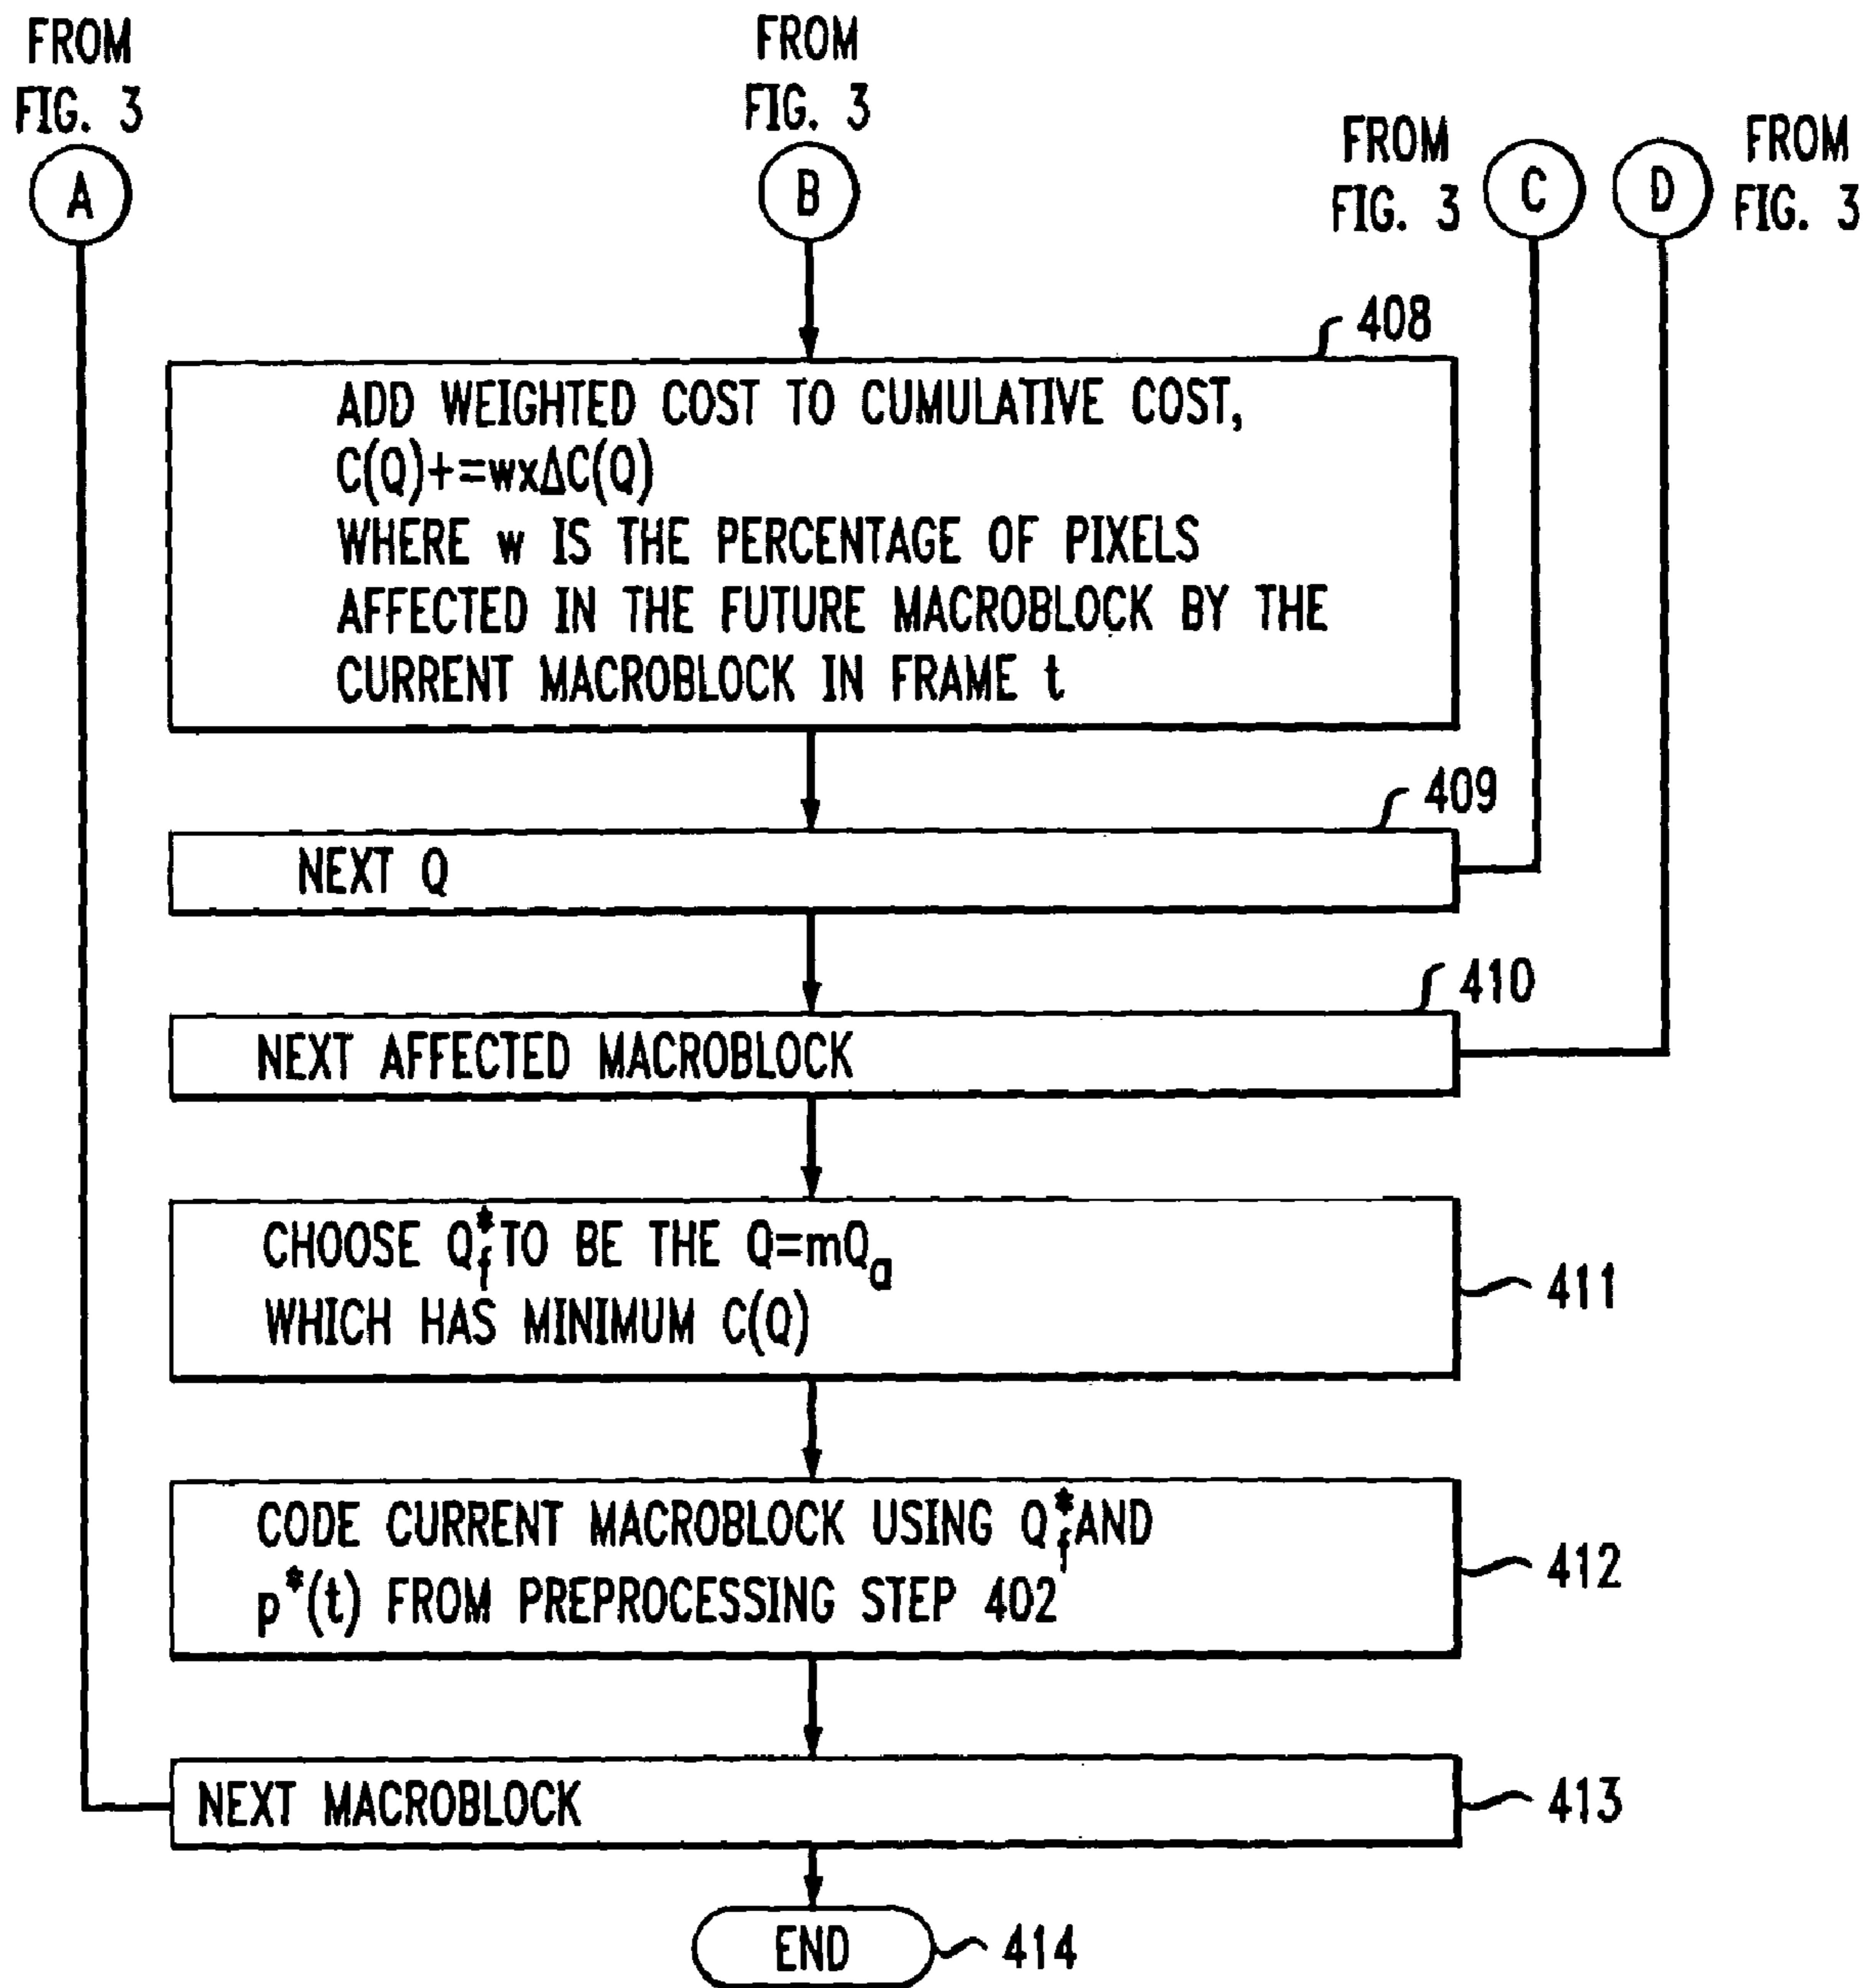 FROM
FIG. 3
A
FROM
FIG. 3
B
FROM
FIG. 3
C
D
FROM
FIG. 3
408
ADD WEIGHTED COST TO CUMULATIVE COST,
C(Q)+=wxΔC(Q)
WHERE w IS THE PERCENTAGE OF PIXELS
AFFECTED IN THE FUTURE MACROBLOCK BY THE
CURRENT MACROBLOCK IN FRAME t
409
NEXT Q
410
NEXT AFFECTED MACROBLOCK
CHOOSE Q*f TO BE THE Q=mQa
WHICH HAS MINIMUM C(Q)
411
CODE CURRENT MACROBLOCK USING Q*f AND
p*(t) FROM PREPROCESSING STEP 402
412
NEXT MACROBLOCK
413
END
414